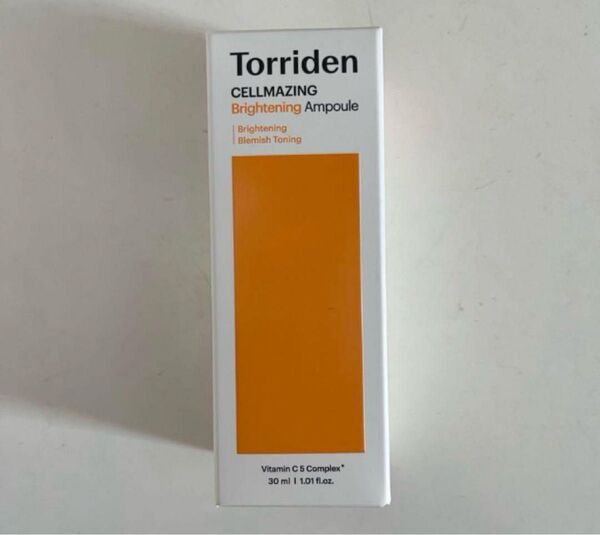 Torriden
CELLMAZING
Brightening Ampoule
Brightening
Blemish Toning
Vitamin C 5 Complex*
30 ml | 1.01 fl.oz.